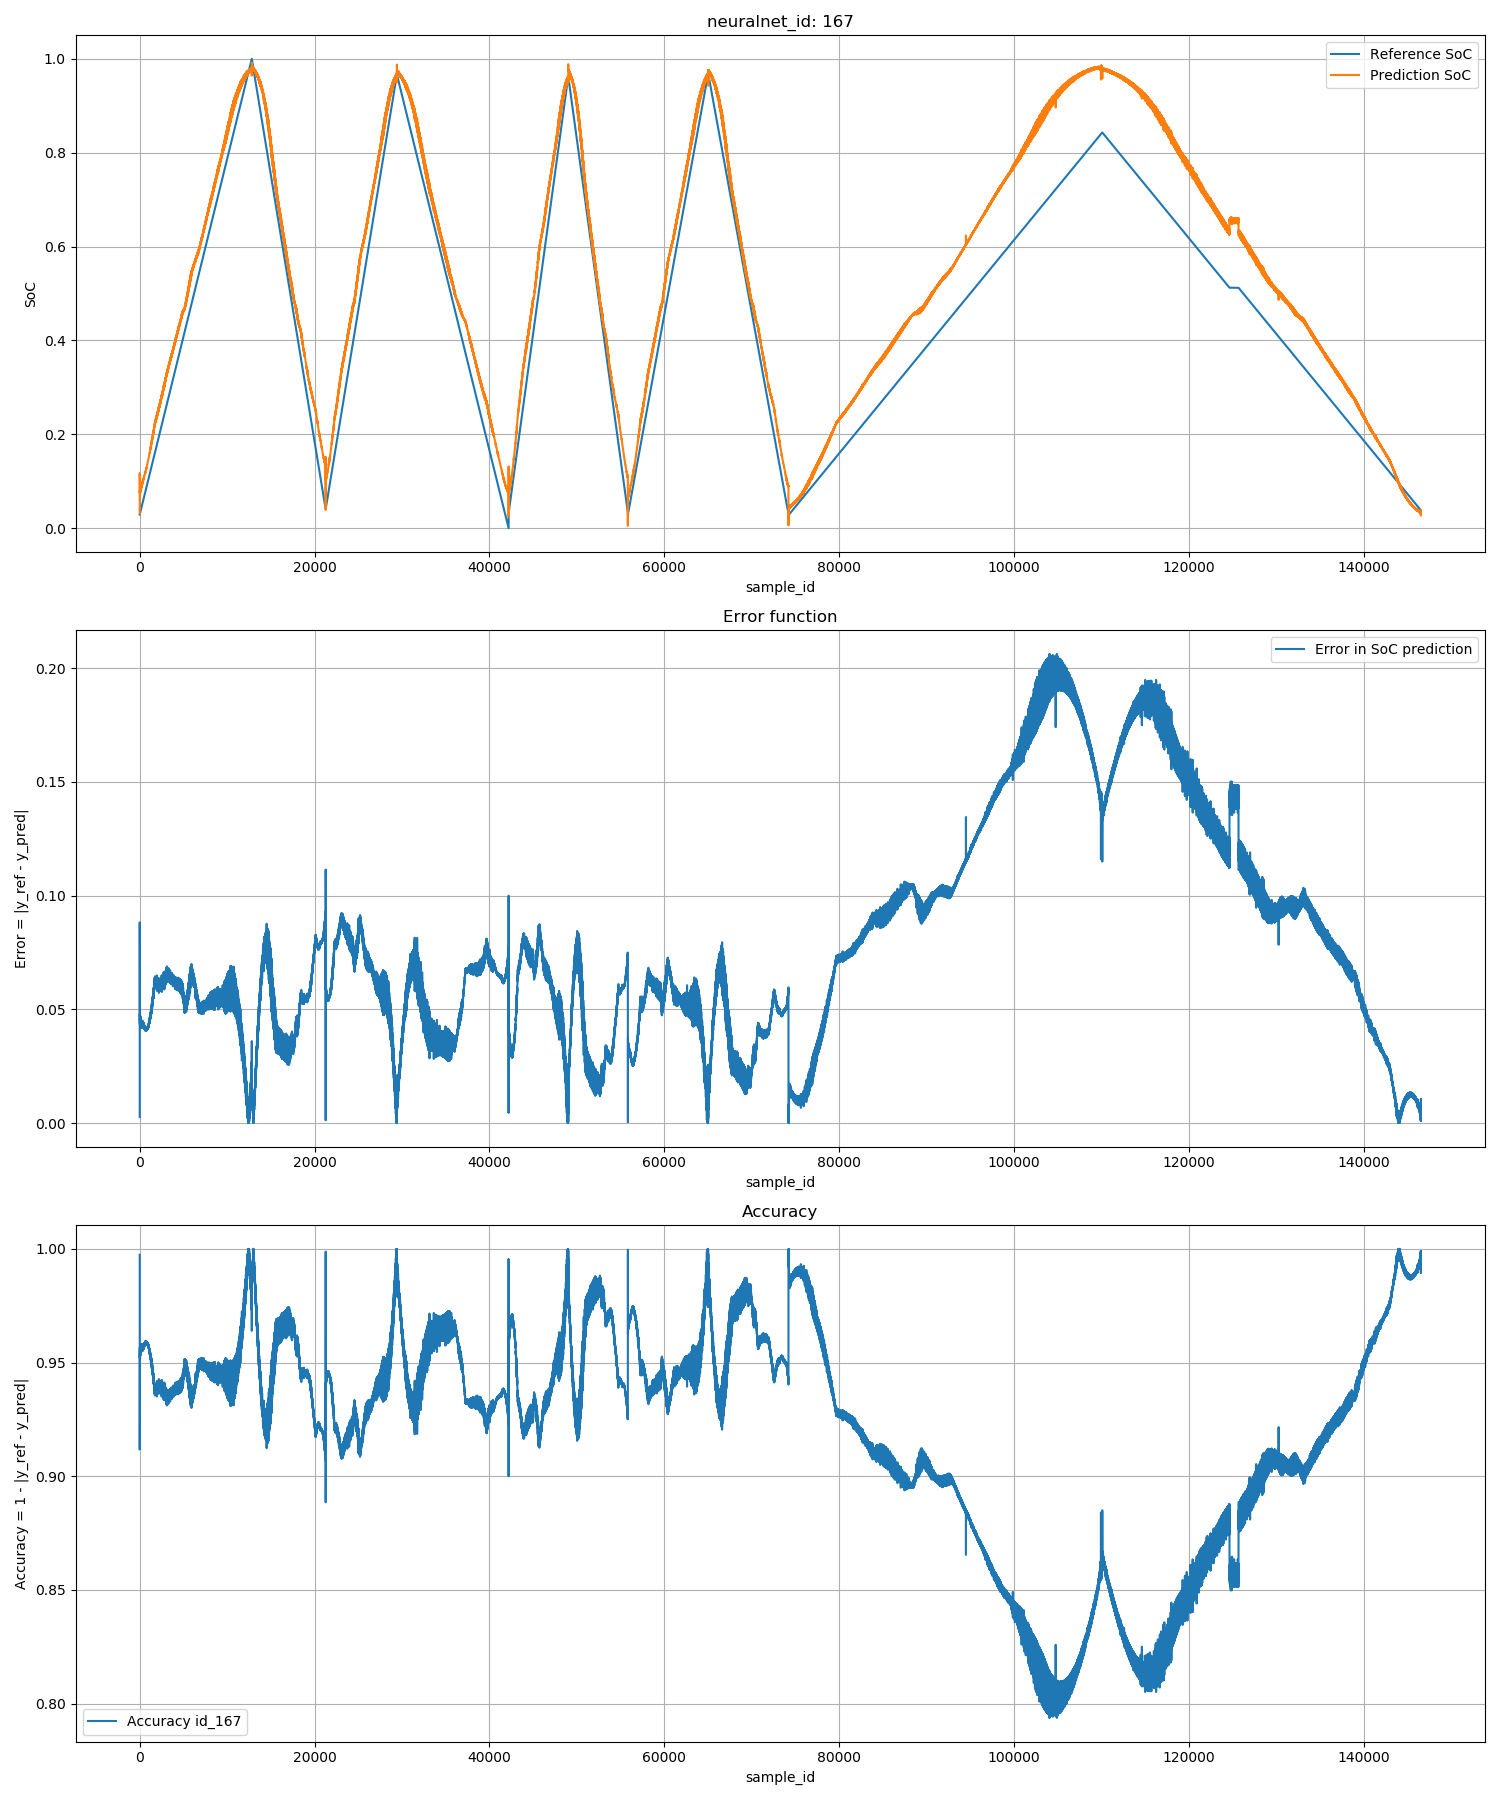 neuralnet_id: 167
Reference SoC
Prediction SoC
SoC
1.0
0.8
0.6
0.4
0.2
0.0
0 20000 40000 60000 80000 100000 120000 140000
sample_id
Error function
Error in SoC prediction
Error = |y_ref - y_pred|
0.20
0.15
0.10
0.05
0.00
0 20000 40000 60000 80000 100000 120000 140000
sample_id
Accuracy
Accuracy = 1 - |y_ref - y_pred|
1.00
0.95
0.90
0.85
0.80
Accuracy id_167
0 20000 40000 60000 80000 100000 120000 140000
sample_id